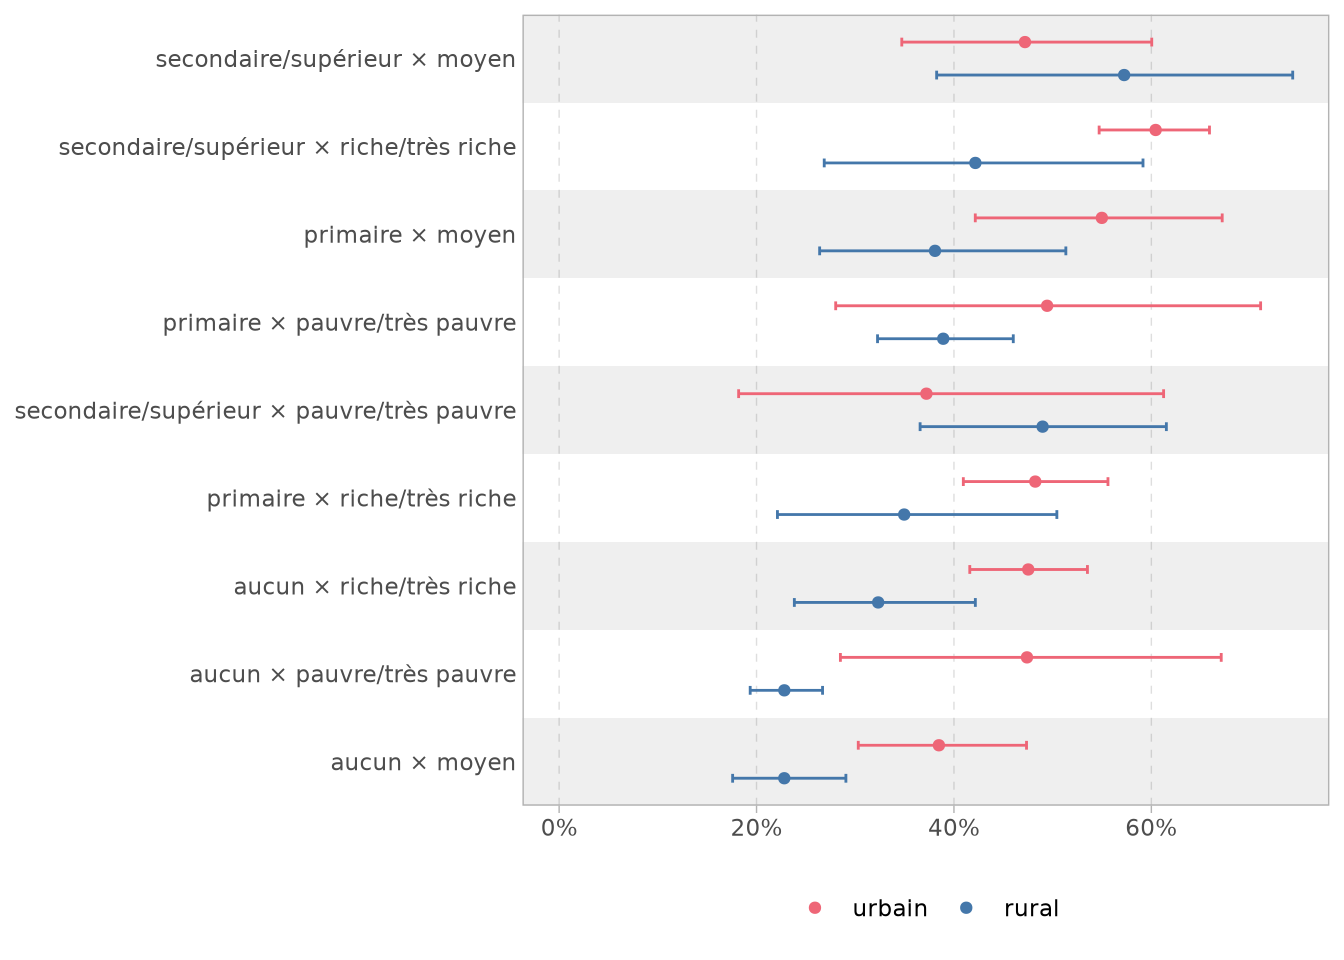 secondaire/supérieur × moyen
secondaire/supérieur × riche/très riche
primaire × moyen
primaire × pauvre/très pauvre
secondaire/supérieur × pauvre/très pauvre
primaire × riche/très riche
aucun × riche/très riche
aucun × pauvre/très pauvre
aucun × moyen
0% 20% 40% 60%
urbain rural